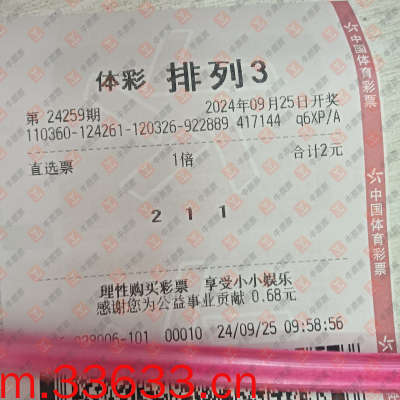 体彩 排列3
第 24259期 2024年09月25日开奖
110360-124261-120326-922889 417144 q6XP/A
直选票 1倍 合计2元
2 1 1
理性购买彩票 享受小小娱乐
感谢您为公益事业贡献 0.68元
028006-101 00010 24/09/25 09:58:56
m.33633.cn
中国体育彩票
中国体育彩票